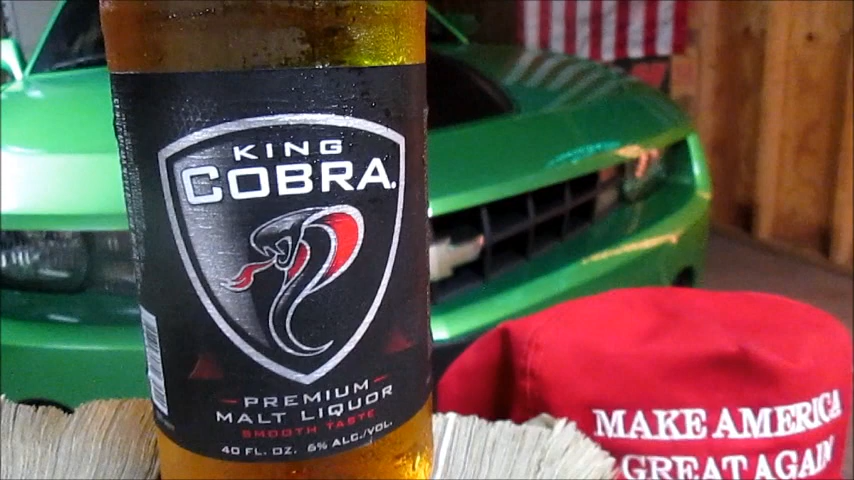 KING
COBRA.
PREMIUM
MALT LIQUOR
SMOOTH TASTE
40 FL. OZ. 6% ALC./VOL.
MAKE AMERICA
GREAT AGAIN